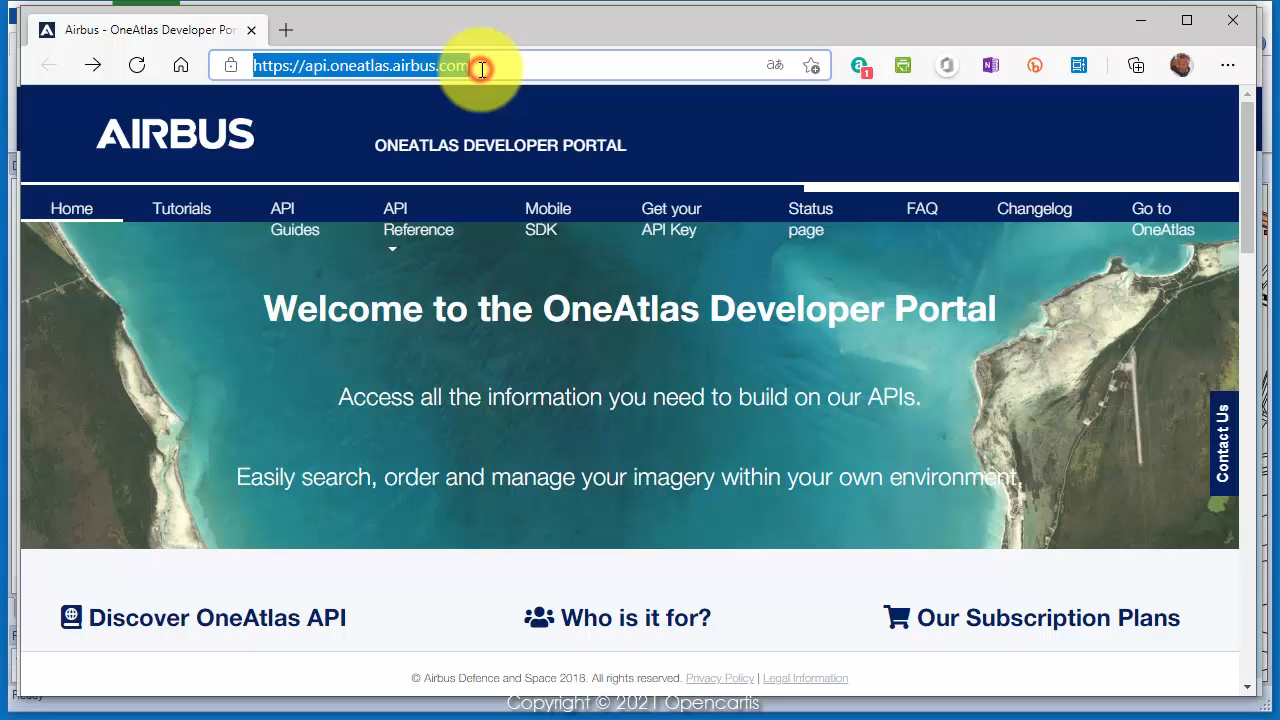 Airbus - OneAtlas Developer Por
https://api.oneatlas.airbus.com
1
AIRBUS
ONEATLAS DEVELOPER PORTAL
Home
Tutorials
API
Guides
API
Reference
Mobile
SDK
Get your
API Key
Status
page
FAQ
Changelog
Go to
OneAtlas
Welcome to the OneAtlas Developer Portal
Access all the information you need to build on our APIs.
Easily search, order and manage your imagery within your own environment.
Contact Us
Discover OneAtlas API
Who is it for?
Our Subscription Plans
© Airbus Defence and Space 2018. All rights reserved. Privacy Policy | Legal Information
Copyright © 2021 Opencartis